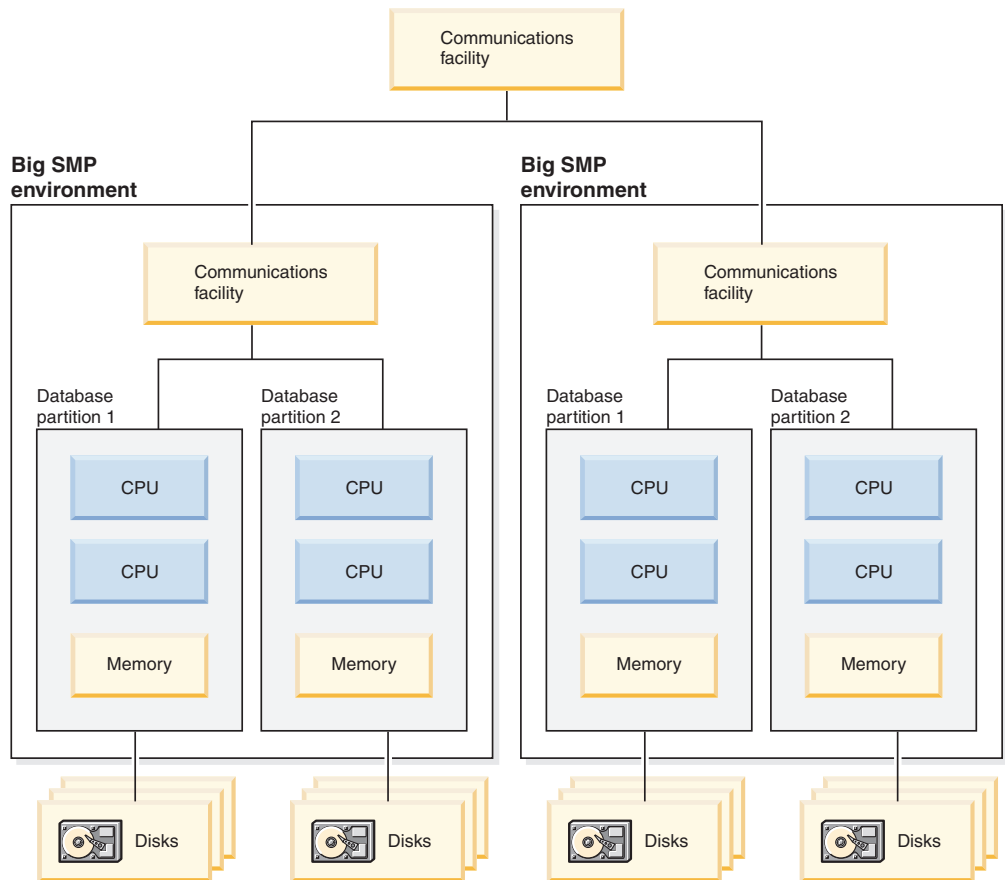 Communications
facility
Big SMP
environment
Big SMP
environment
Communications
facility
Communications
facility
Database
partition 1
Database
partition 2
Database
partition 1
Database
partition 2
CPU
CPU
CPU
CPU
CPU
CPU
CPU
CPU
Memory
Memory
Memory
Memory
Disks
Disks
Disks
Disks